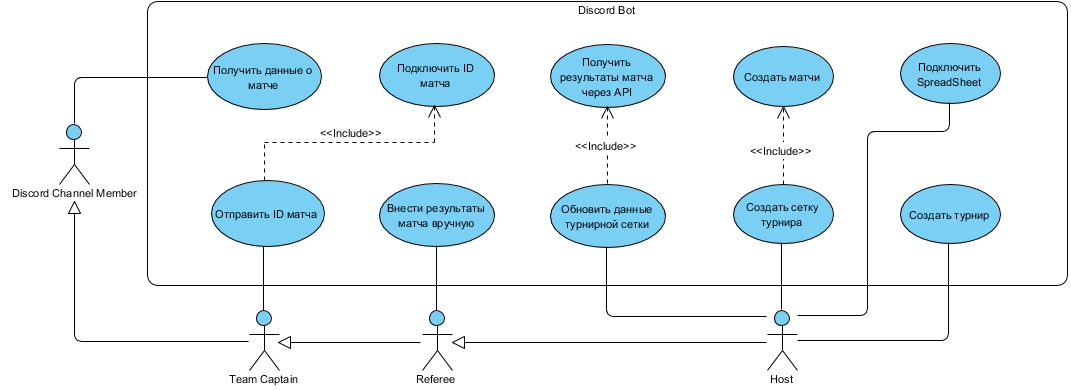 Discord Bot
Получить данные о
матче
Подключить ID
матча
Получить
результаты матча
через API
Создать матчи
Подключить
SpreadSheet
<<Include>>
<<Include>>
<<Include>>
Discord Channel Member
Отправить ID матча
Внести результаты
матча вручную
Обновить данные
турнирной сетки
Создать сетку
турнира
Создать турнир
Team Captain
Referee
Host